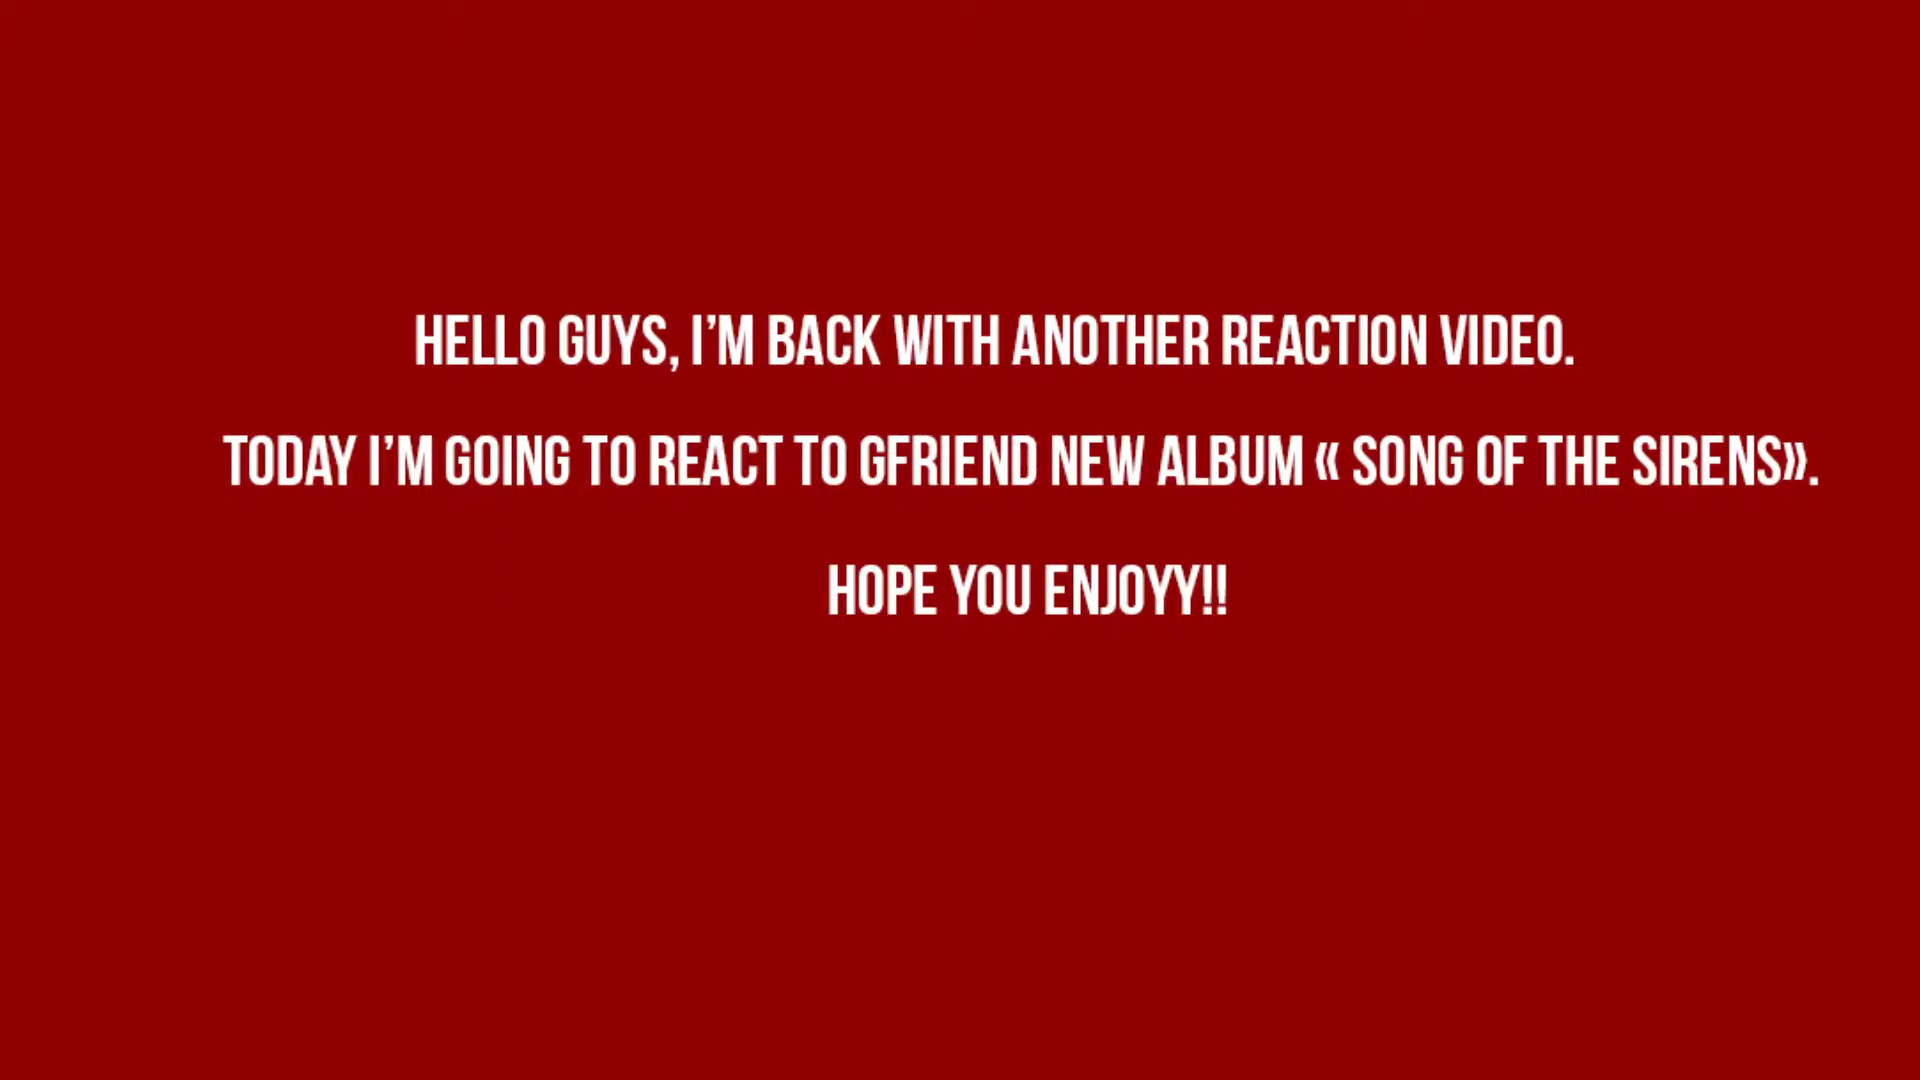 HELLO GUYS, I’M BACK WITH ANOTHER REACTION VIDEO.
TODAY I’M GOING TO REACT TO GFRIEND NEW ALBUM « SONG OF THE SIRENS».
HOPE YOU ENJOYY!!